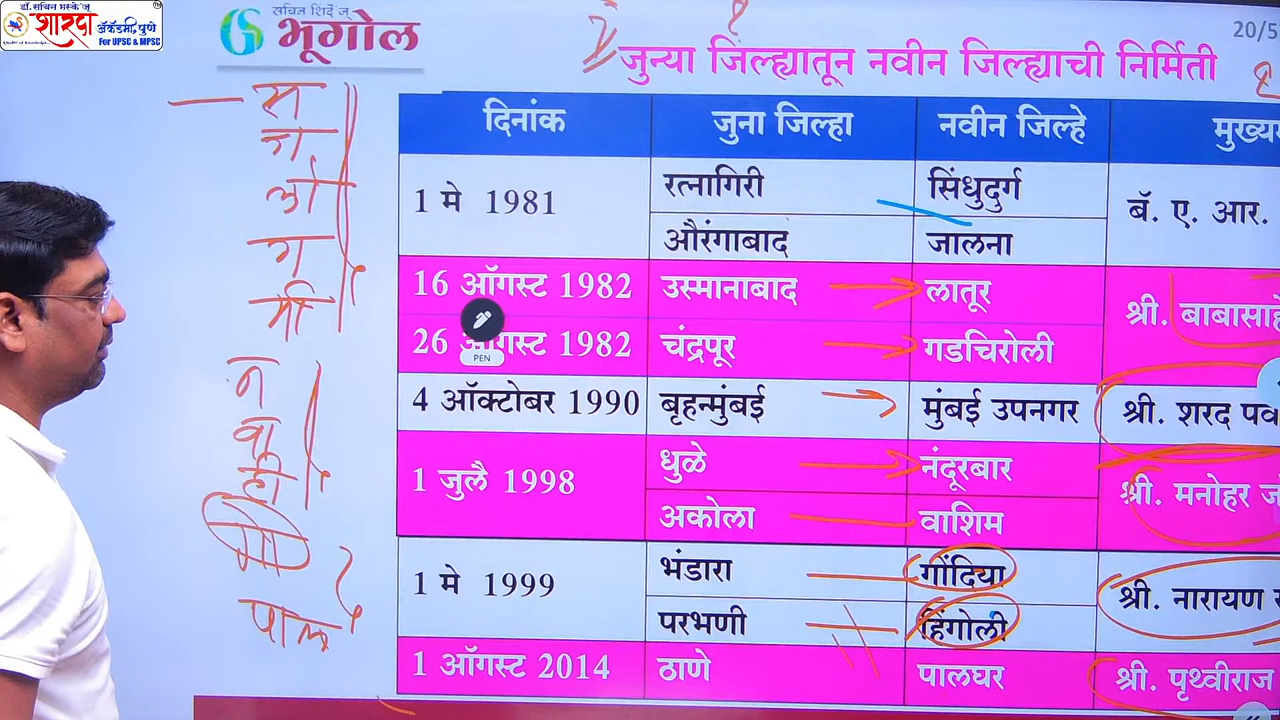 डॉ. सचिन भस्के'ज्
शारदा
अ‍ॅकॅडमी, पुणे
For UPSC & MPSC
सचिन शिंदे ज्
भूगोल
20/5
जुन्या जिल्ह्यातून नवीन जिल्ह्याची निर्मिती
दिनांक जुना जिल्हा नवीन जिल्हे मुख्य
1 मे 1981 रत्नागिरी सिंधुदुर्ग बॅ. ए. आर.
औरंगाबाद जालना
16 ऑगस्ट 1982 उस्मानाबाद लातूर श्री. बाबासाहे
26 ऑगस्ट 1982 चंद्रपूर गडचिरोली
PEN
4 ऑक्टोबर 1990 बृहन्मुंबई मुंबई उपनगर श्री. शरद पव
1 जुलै 1998 धुळे नंदूरबार श्री. मनोहर ज
अकोला वाशिम
1 मे 1999 भंडारा गोंदिया श्री. नारायण
परभणी हिंगोली
1 ऑगस्ट 2014 ठाणे पालघर श्री. पृथ्वीराज
ग
न
वा
ही
गो
पाल